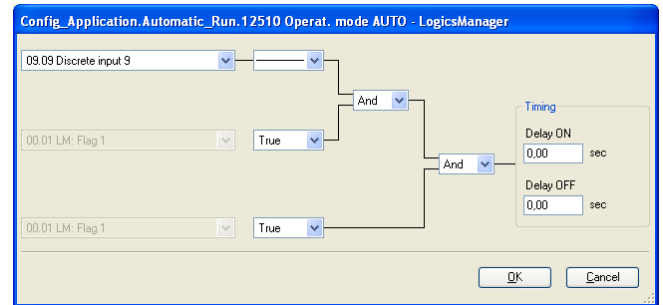 Config_Application.Automatic_Run.12510 Operat. mode AUTO - LogicsManager
09.09 Discrete input 9
And
Timing
Delay ON
00.01 LM: Flag 1 True
0,00 sec
And
Delay OFF
0,00 sec
00.01 LM: Flag 1 True
OK Cancel